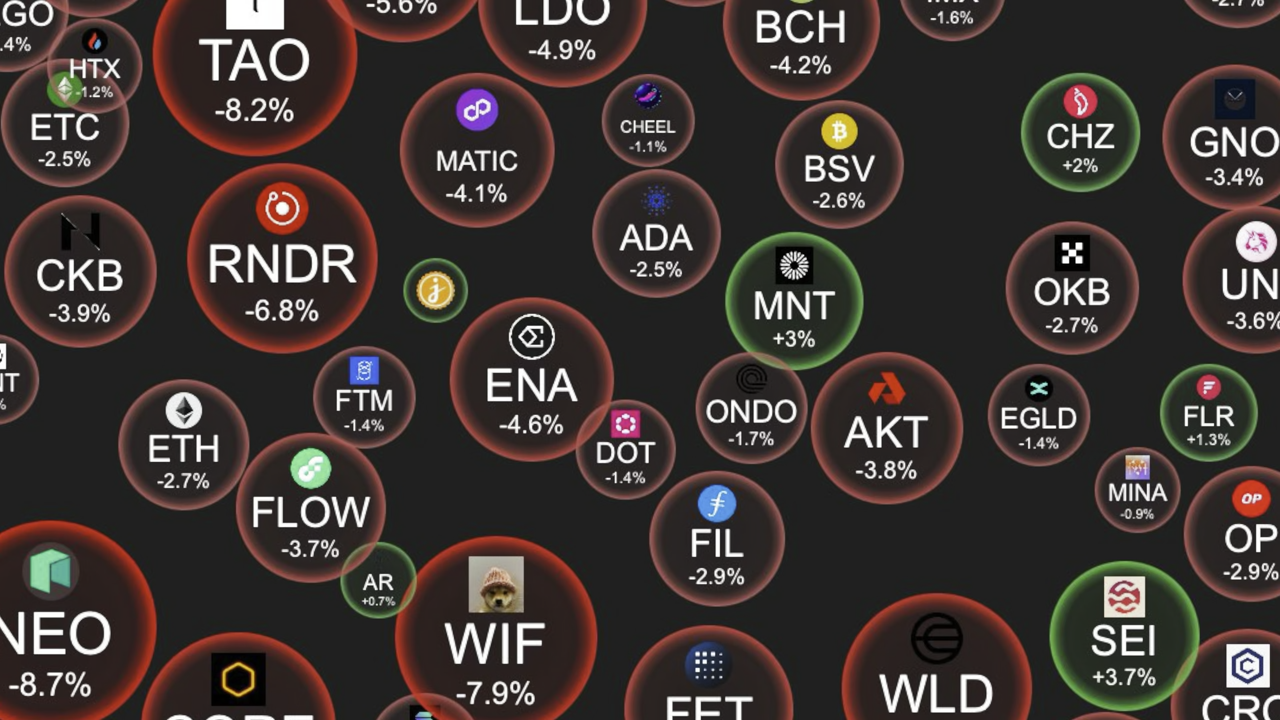 GO
.4%
HTX
-1.2%
ETC
-2.5%
TAO
-8.2%
-5.6%
LDO
-4.9%
BCH
-4.2%
-1.6%
-2.7%
MATIC
-4.1%
CHEEL
-1.1%
BSV
-2.6%
CHZ
+2%
GNO
-3.4%
CKB
-3.9%
RNDR
-6.8%
ADA
-2.5%
MNT
+3%
OKB
-2.7%
UN
-3.6%
NT
%
FTM
-1.4%
ENA
-4.6%
ONDO
-1.7%
AKT
-3.8%
EGLD
-1.4%
FLR
+1.3%
ETH
-2.7%
DOT
-1.4%
MINA
-0.9%
FLOW
-3.7%
FIL
-2.9%
OP
OP
-2.9%
AR
+0.7%
NEO
-8.7%
WIF
-7.9%
SEI
+3.7%
FET
WLD
CRO